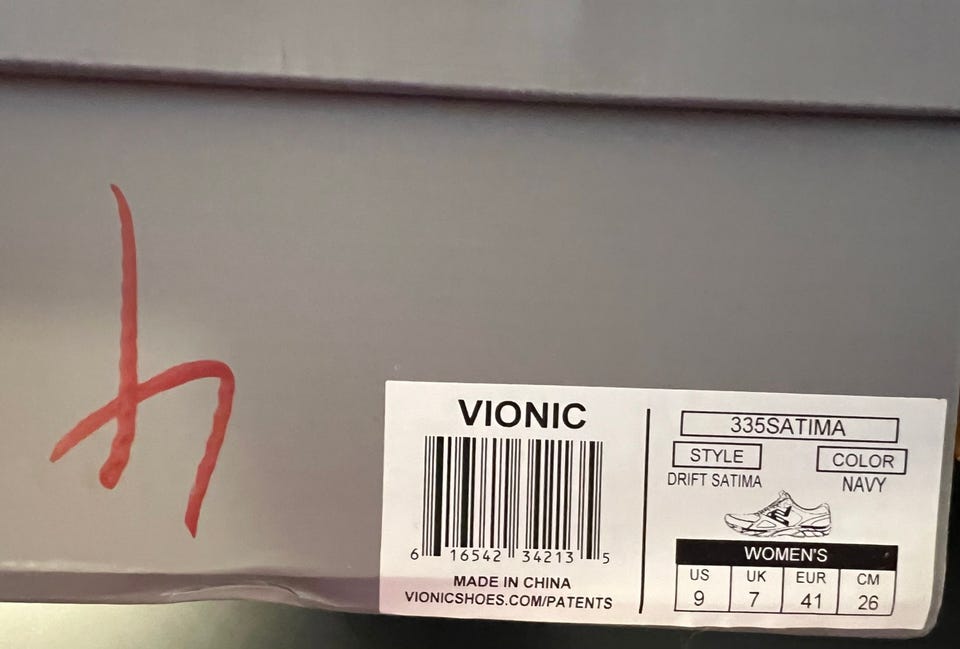 VIONIC
6 16542 34213 5
MADE IN CHINA
VIONICSHOES.COM/PATENTS
335SATIMA
STYLE COLOR
DRIFT SATIMA NAVY
WOMEN'S
US UK EUR CM
9 7 41 26